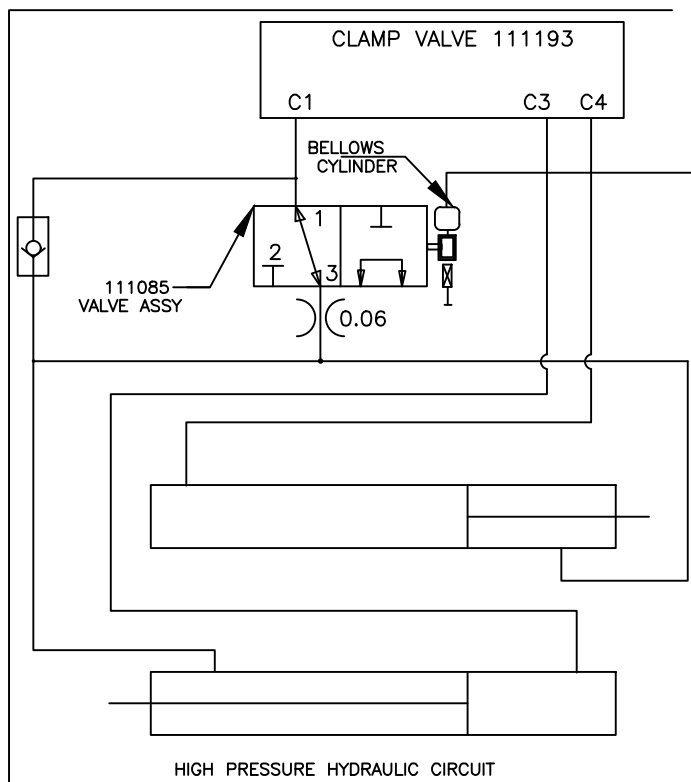 CLAMP VALVE 111193
C1
C3
C4
BELLOWS
CYLINDER
1
2
3
111085
VALVE ASSY
0.06
HIGH PRESSURE HYDRAULIC CIRCUIT